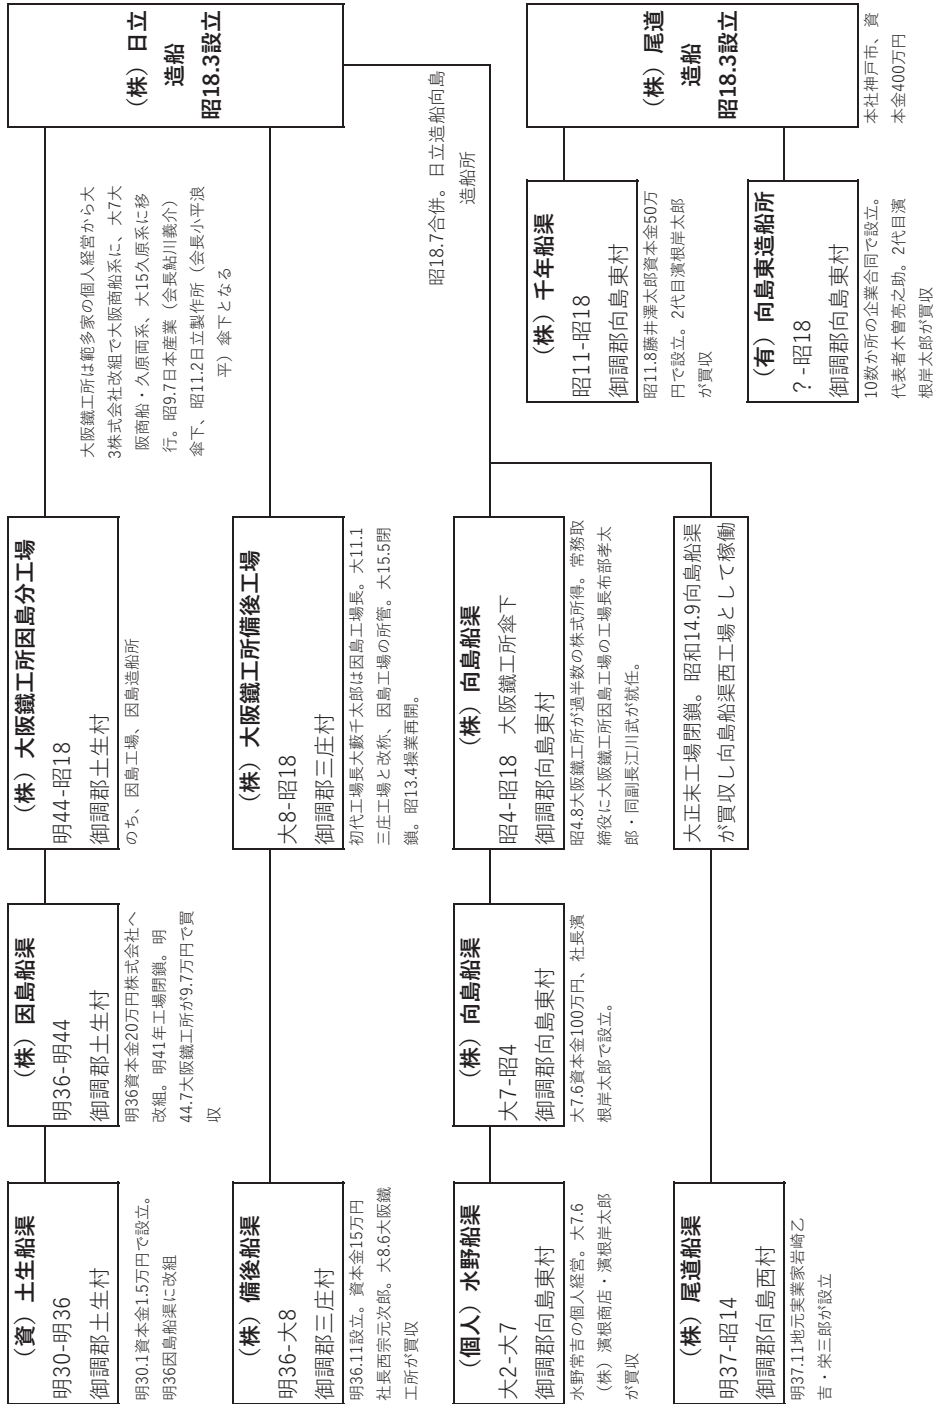 （資）土生船渠
明30-明36
御調郡土生村
明30.1資本金1.5万円で設立。
明36因島船渠に改組
（株）因島船渠
明36-明44
御調郡土生村
明36資本金20万円株式会社へ
改組。明41年工場閉鎖。明
44.7大阪鐵工所が9.7万円で買
収
（株）大阪鐵工所因島分工場
明44-昭18
御調郡土生村
のち、因島工場、因島造船所
大阪鐵工所は範多家の個人経営から大
3株式会社改組で大阪商船系に、大7大
阪商船・久原両系、大15久原系に移
行。昭9.7日本産業（会長鮎川義介）
傘下、昭11.2日立製作所（会長小平浪
平）傘下となる
（株）日立
造船
昭18.3設立
（株）備後船渠
明36-大8
御調郡三庄村
明36.11設立。資本金15万円
社長西宗元次郎。大8.6大阪鐵
工所が買収
（株）大阪鐵工所備後工場
大8-昭18
御調郡三庄村
初代工場長大藪千太郎は因島工場長。大11.1
三庄工場と改称、因島工場の所管。大15.5閉
鎖。昭13.4操業再開。
（個人）水野船渠
大2-大7
御調郡向島東村
水野常吉の個人経営。大7.6
（株）濱根商店・濱根岸太郎
が買収
（株）向島船渠
大7-昭4
御調郡向島東村
大7.6資本金100万円、社長濱
根岸太郎で設立。
（株）向島船渠
昭4-昭18　大阪鐵工所傘下
御調郡向島東村
昭4.8大阪鐵工所が過半数の株式所得。常務取
締役に大阪鐵工所因島工場の工場長布部孝太
郎・同副長江川武が就任。
昭18.7合併。日立造船向島
造船所
（株）尾道船渠
明37-昭14
御調郡向島西村
明37.11地元実業家岩崎乙
吉・栄三郎が設立
大正末工場閉鎖。昭和14.9向島船渠
が買収し向島船渠西工場として稼働
（株）千年船渠
昭11-昭18
御調郡向島東村
昭11.8藤井澤太郎資本金50万
円で設立。2代目濱根岸太郎
が買収
（有）向島東造船所
？-昭18
御調郡向島東村
10数か所の企業合同で設立。
代表者木曽亮之助。2代目濱
根岸太郎が買収
（株）尾道
造船
昭18.3設立
本社神戸市、資
本金400万円